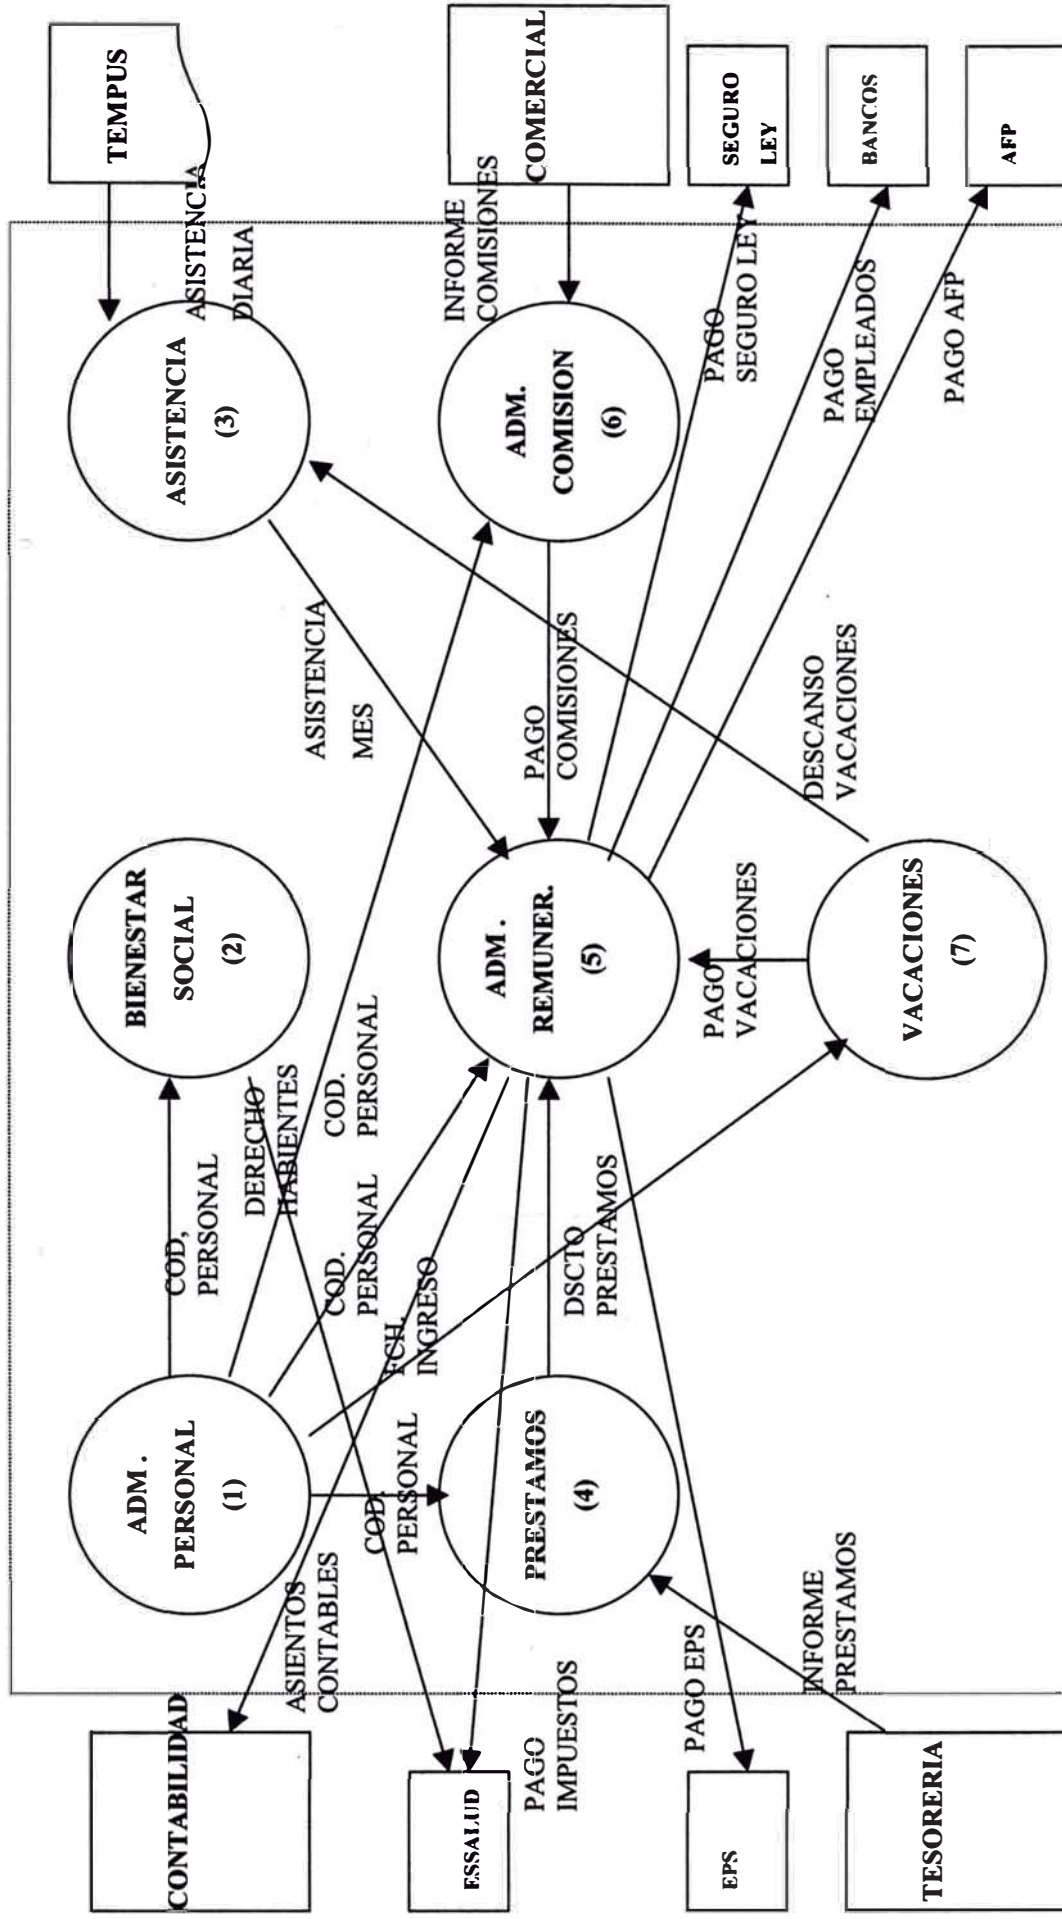 CONTABILIDAD
ASIENTOS
CONTABLES
ADM.
PERSONAL
(1)
COD,
PERSONAL
BIENESTAR
SOCIAL
(2)
ASISTENCIA
(3)
ASISTENCIA
DIARIA
TEMPUS
DERECHO
HABIENTES
COD.
PERSONAL
COD.
PERSONAL
COD.
PERSONAL
FCH.
INGRESO
ASISTENCIA
MES
ESSALUD
PAGO
IMPUESTOS
PRESTAMOS
(4)
DSCTO
PRESTAMOS
ADM.
REMUNER.
(5)
PAGO
COMISIONES
ADM.
COMISION
(6)
INFORME
COMISIONES
COMERCIAL
PAGO
SEGURO LEY
SEGURO
LEY
EPS
PAGO EPS
PAGO
VACACIONES
PAGO
EMPLEADOS
BANCOS
TESORERIA
INFORME
PRESTAMOS
VACACIONES
(7)
DESCANSO
VACACIONES
PAGO AFP
AFP